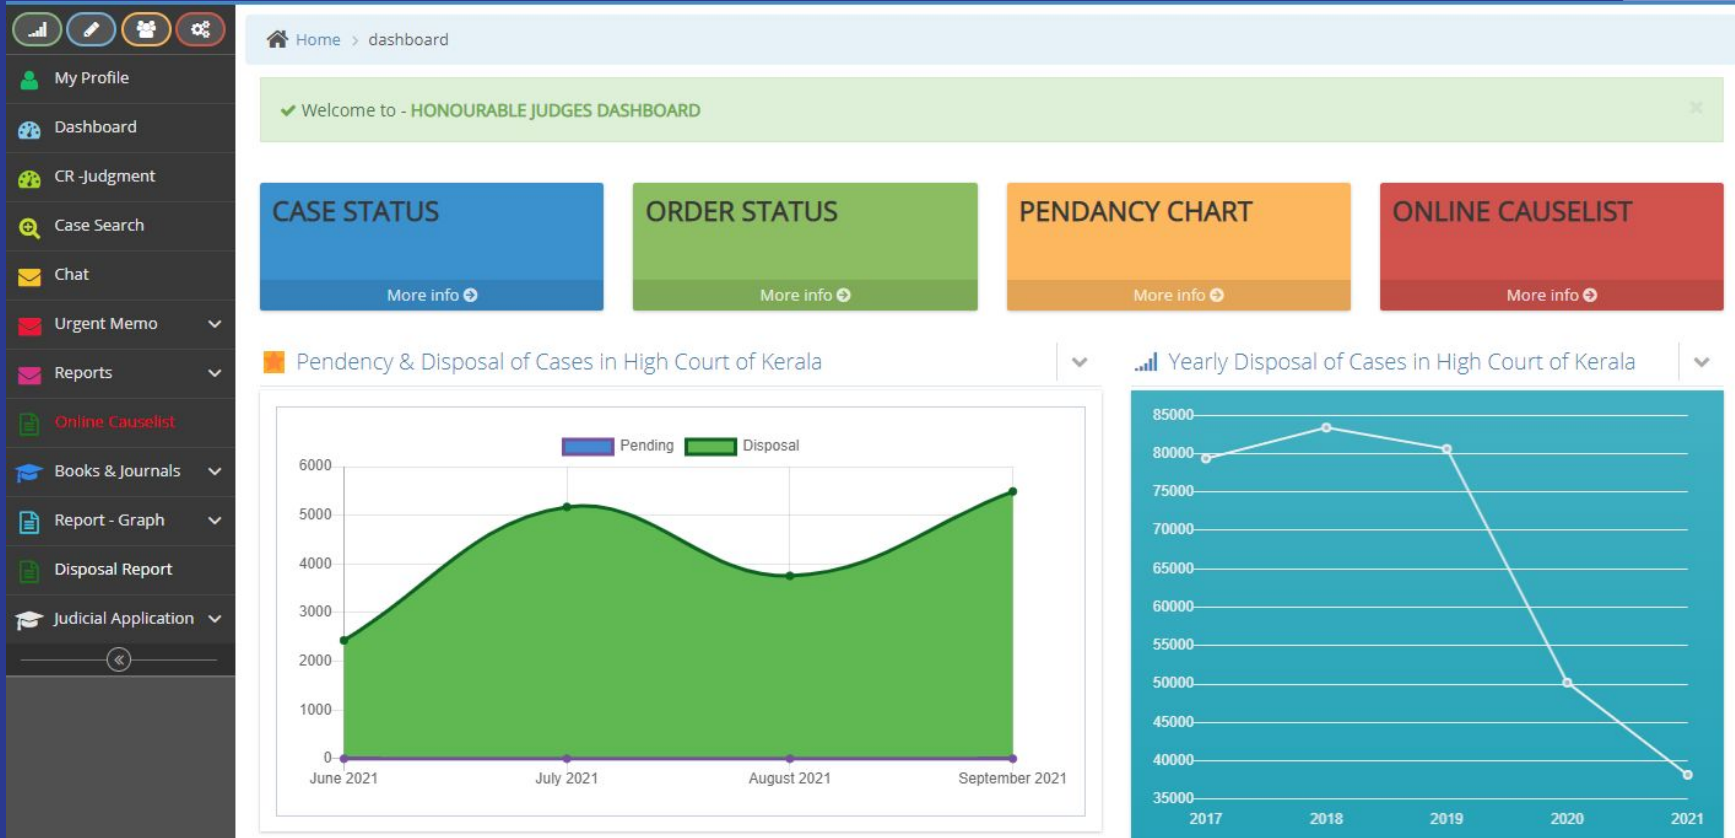 Home > dashboard
My Profile
Dashboard
CR -Judgment
Case Search
Chat
Urgent Memo
Reports
Online Causelist
Books & Journals
Report - Graph
Disposal Report
Judicial Application
Welcome to - HONOURABLE JUDGES DASHBOARD
CASE STATUS
More info
ORDER STATUS
More info
PENDANCY CHART
More info
ONLINE CAUSELIST
More info
Pendency & Disposal of Cases in High Court of Kerala
Pending Disposal
6000
5000
4000
3000
2000
1000
0
June 2021 July 2021 August 2021 September 2021
Yearly Disposal of Cases in High Court of Kerala
85000
80000
75000
70000
65000
60000
55000
50000
45000
40000
35000
2017 2018 2019 2020 2021